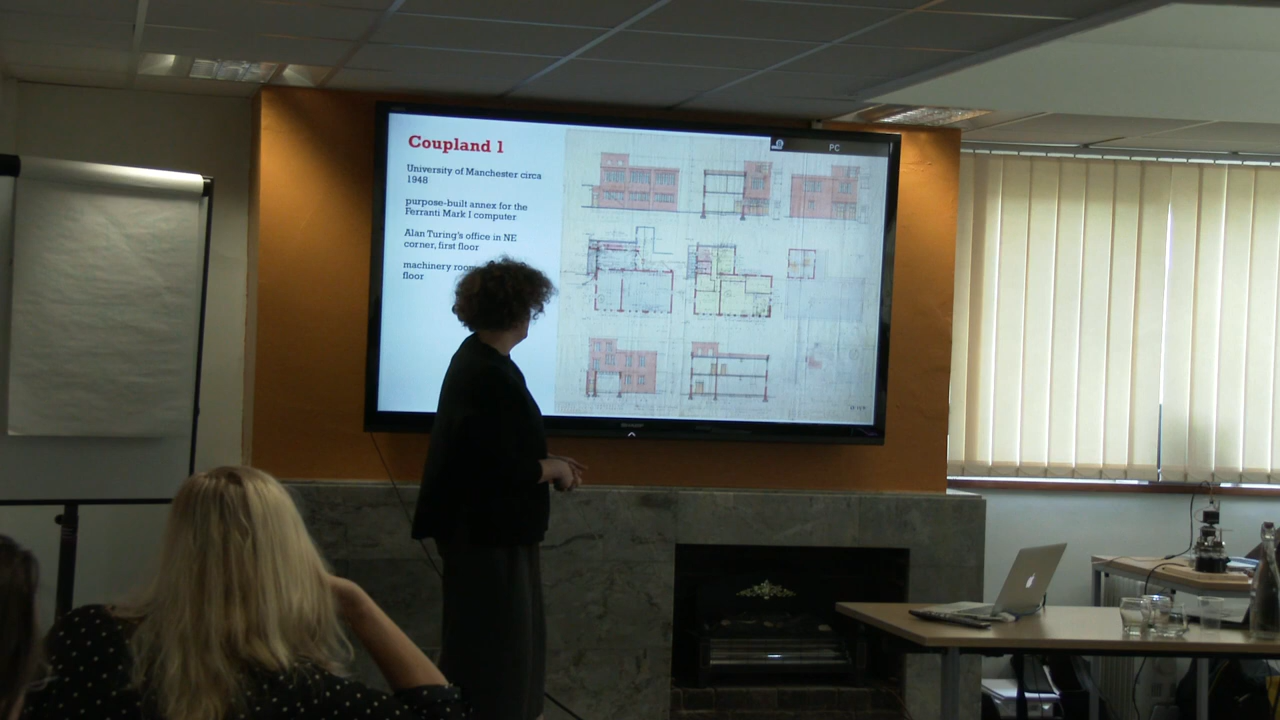 Coupland 1
PC
University of Manchester circa
1948
purpose-built annex for the
Ferranti Mark I computer
Alan Turing's office in NE
corner, first floor
machinery room
floor
SHARP